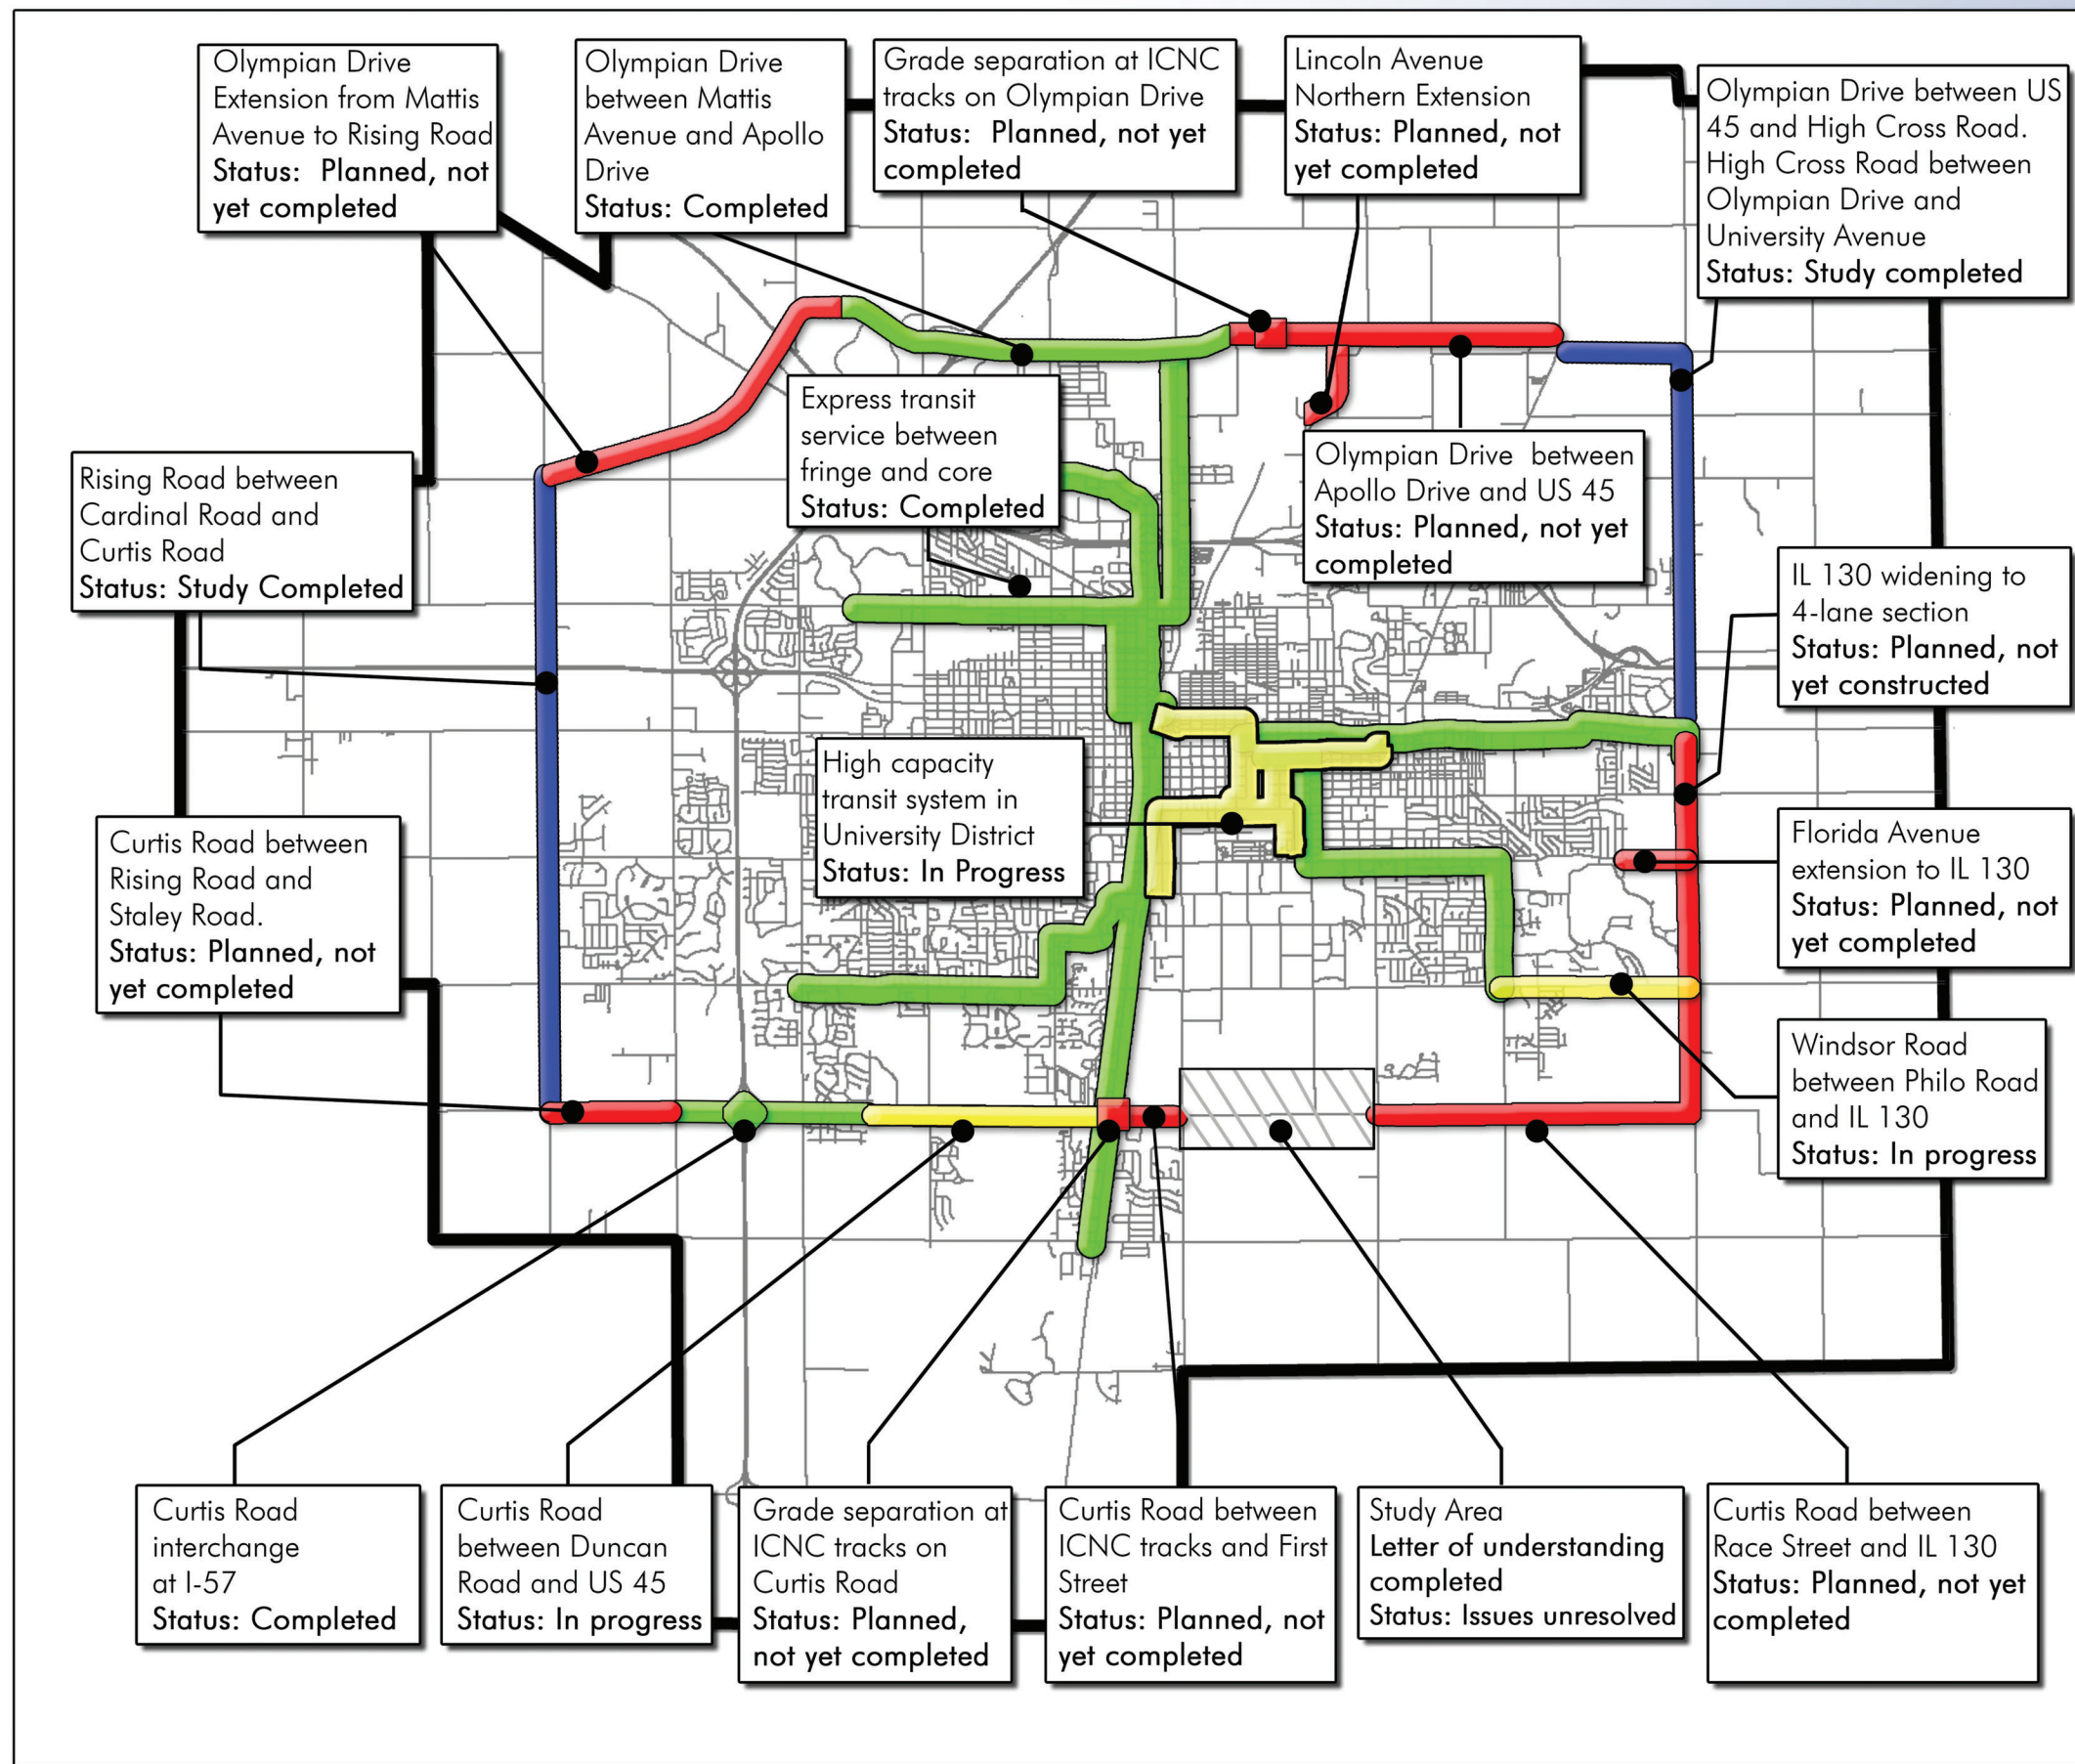 Olympian Drive
Extension from Mattis
Avenue to Rising Road
Status: Planned, not
yet completed
Olympian Drive
between Mattis
Avenue and Apollo
Drive
Status: Completed
Grade separation at ICNC
tracks on Olympian Drive
Status: Planned, not yet
completed
Lincoln Avenue
Northern Extension
Status: Planned, not
yet completed
Olympian Drive between US
45 and High Cross Road.
High Cross Road between
Olympian Drive and
University Avenue
Status: Study completed
Express transit
service between
fringe and core
Status: Completed
Olympian Drive between
Apollo Drive and US 45
Status: Planned, not yet
completed
Rising Road between
Cardinal Road and
Curtis Road
Status: Study Completed
IL 130 widening to
4-lane section
Status: Planned, not
yet constructed
High capacity
transit system in
University District
Status: In Progress
Curtis Road between
Rising Road and
Staley Road.
Status: Planned, not
yet completed
Florida Avenue
extension to IL 130
Status: Planned, not
yet completed
Windsor Road
between Philo Road
and IL 130
Status: In progress
Curtis Road
interchange
at I-57
Status: Completed
Curtis Road
between Duncan
Road and US 45
Status: In progress
Grade separation at
ICNC tracks on
Curtis Road
Status: Planned,
not yet completed
Curtis Road between
ICNC tracks and First
Street
Status: Planned, not
yet completed
Study Area
Letter of understanding
completed
Status: Issues unresolved
Curtis Road between
Race Street and IL 130
Status: Planned, not yet
completed